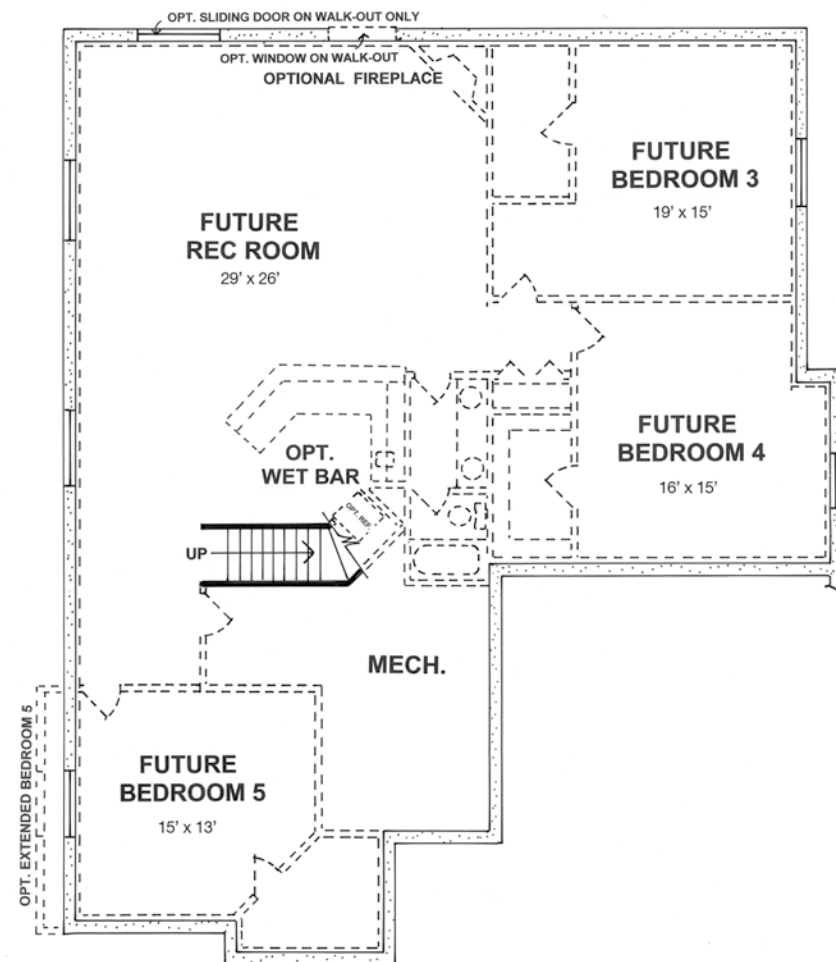 OPT. SLIDING DOOR ON WALK-OUT ONLY
OPT. WINDOW ON WALK-OUT
OPTIONAL FIREPLACE
FUTURE
BEDROOM 3
19' x 15'
FUTURE
REC ROOM
29' x 26'
FUTURE
BEDROOM 4
16' x 15'
OPT.
WET BAR
OPT. REF.
UP
MECH.
OPT. EXTENDED BEDROOM 5
FUTURE
BEDROOM 5
15' x 13'